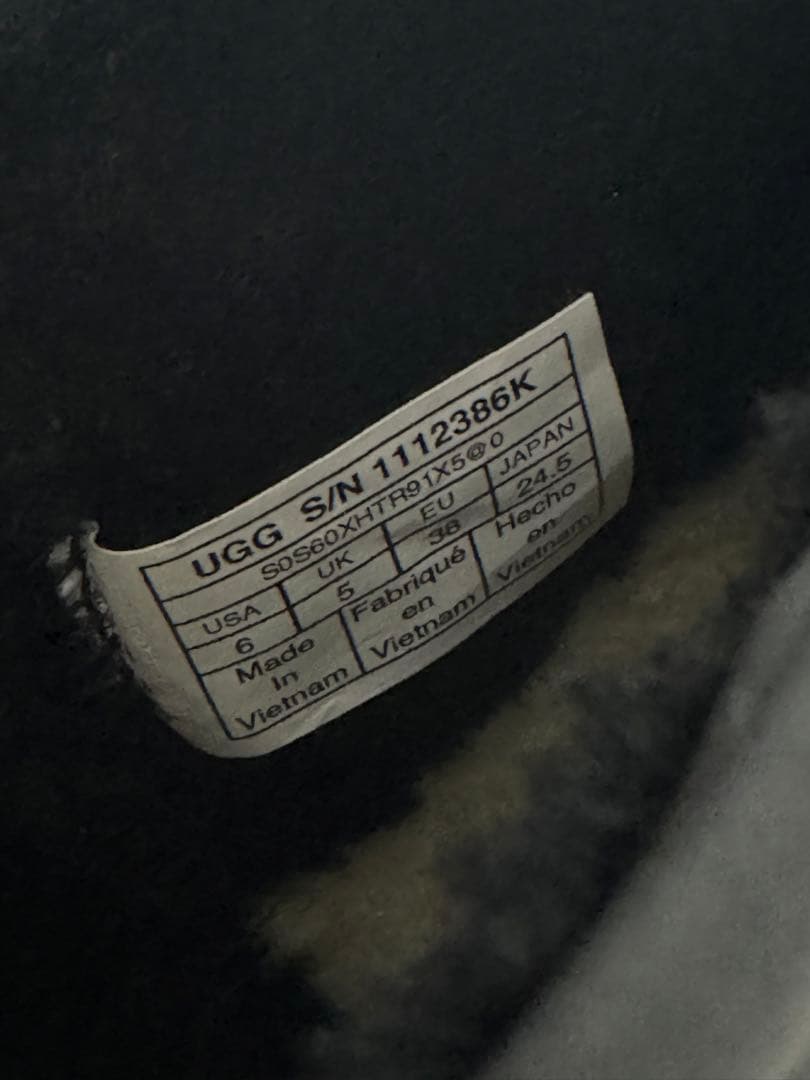 UGG S/N 1112386K
S0S60XHTR91X5@0
USA UK EU JAPAN
6 5 38 24.5
Made In Vietnam
Fabriqué en Vietnam
Hecho en Vietnam